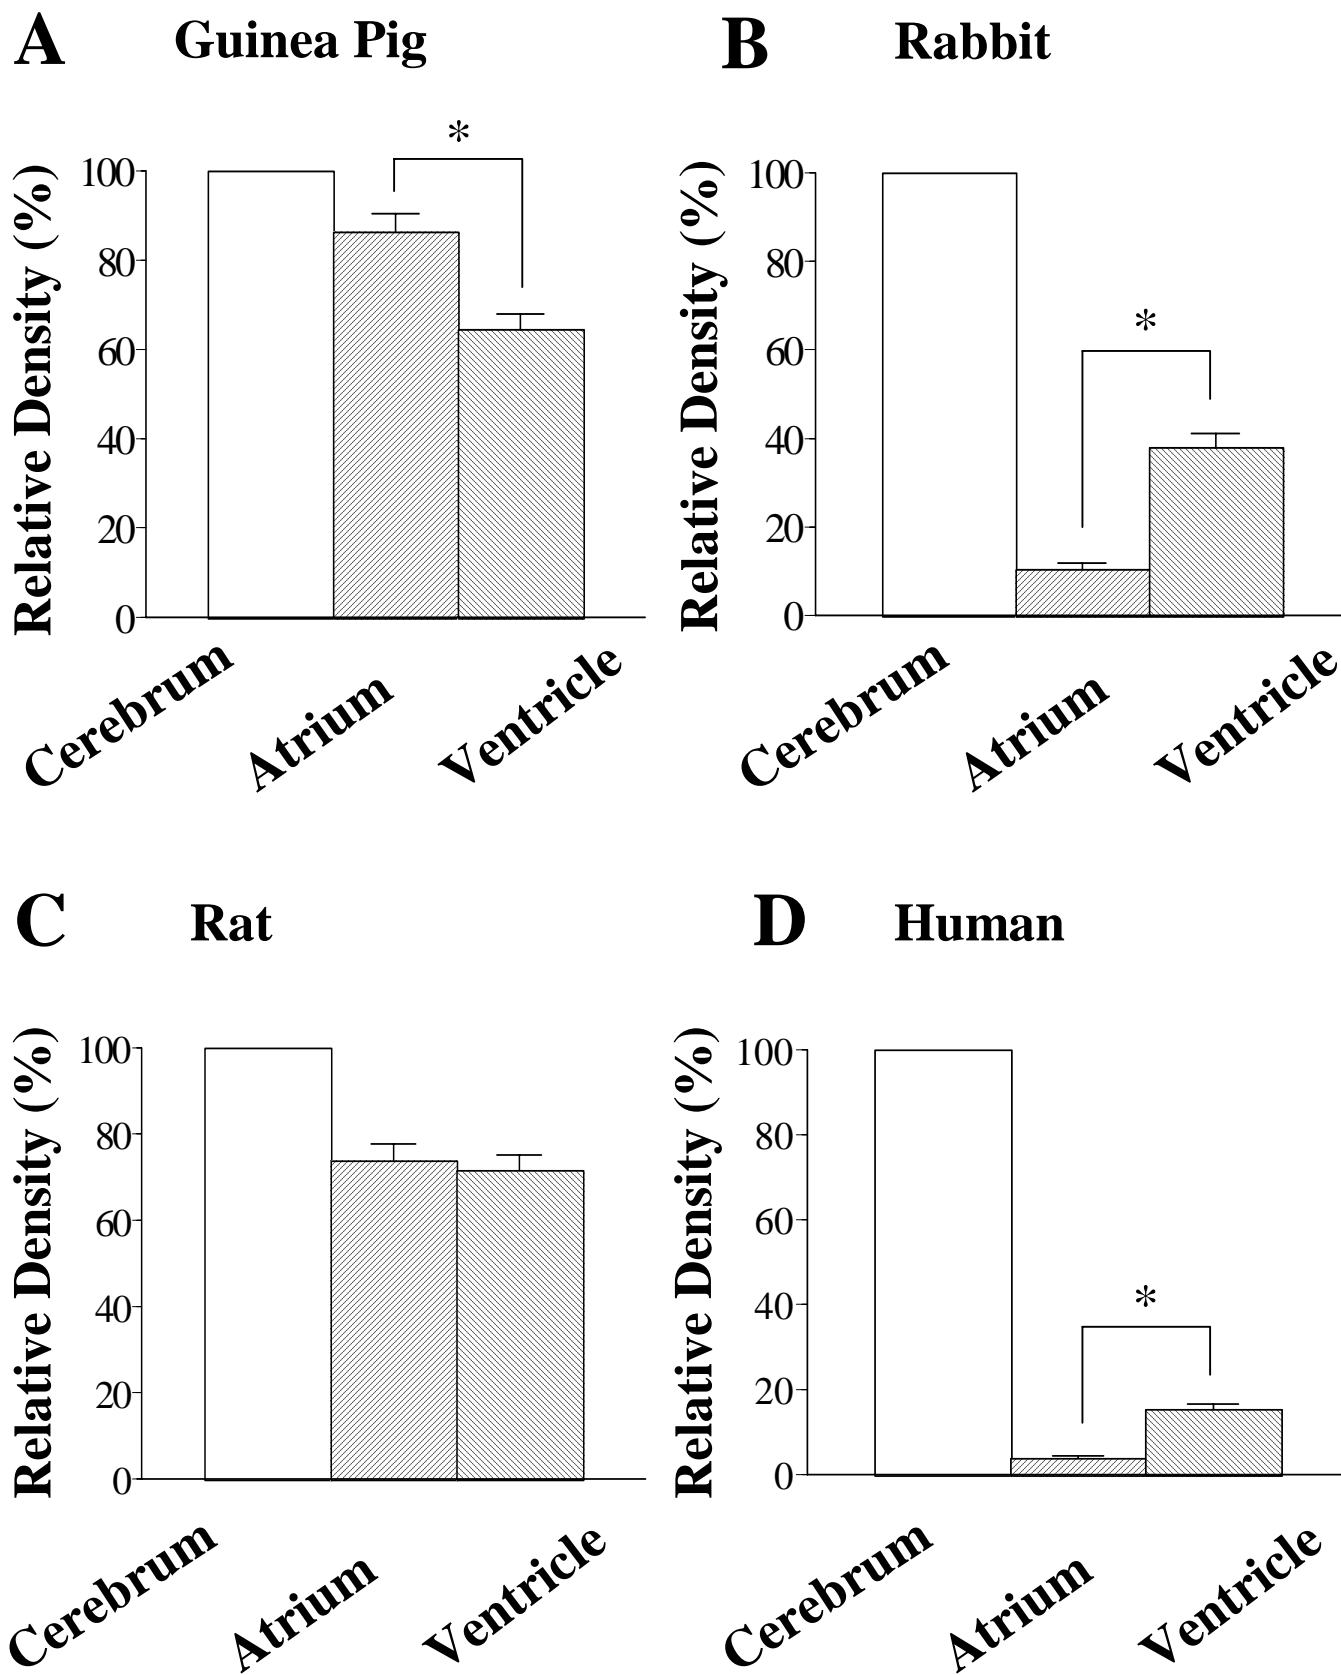 A Guinea Pig
*
Relative Density (%)
100
80
60
40
20
0
Cerebrum
Atrium
Ventricle
B Rabbit
*
Relative Density (%)
100
80
60
40
20
0
Cerebrum
Atrium
Ventricle
C Rat
Relative Density (%)
100
80
60
40
20
0
Cerebrum
Atrium
Ventricle
D Human
*
Relative Density (%)
100
80
60
40
20
0
Cerebrum
Atrium
Ventricle